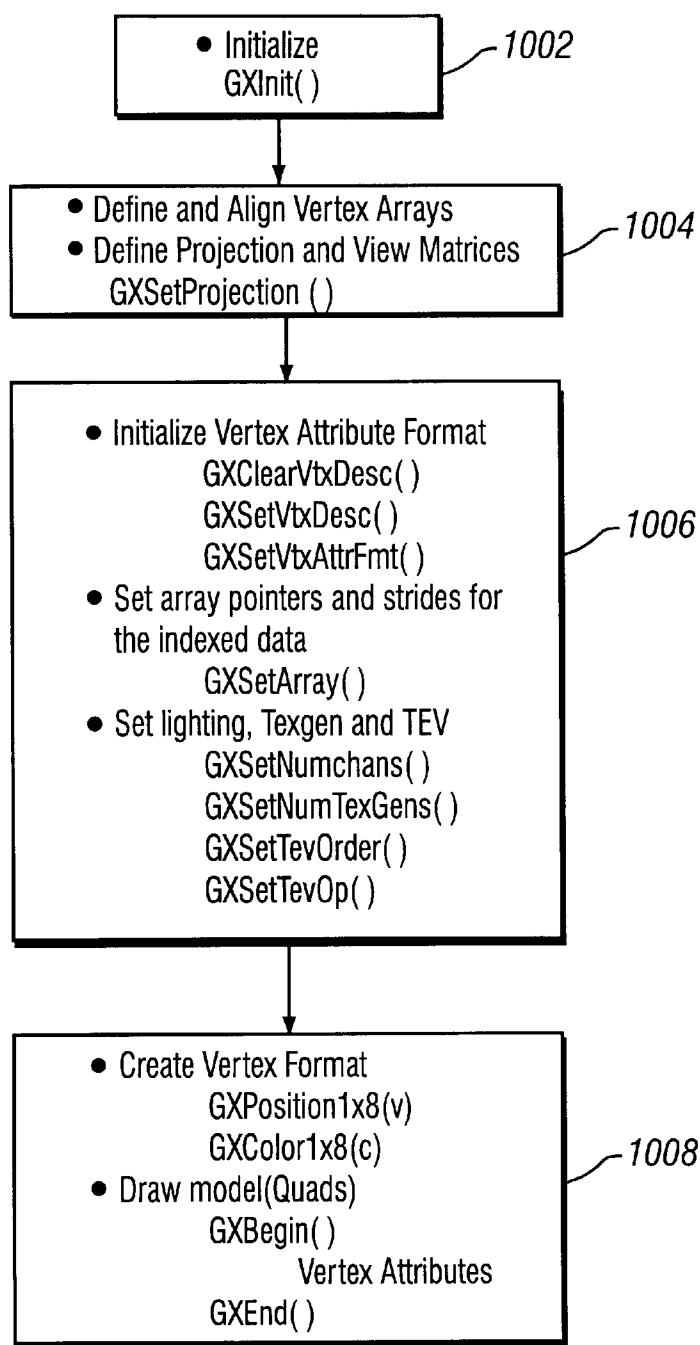 • Initialize
GXInit( )
1002
• Define and Align Vertex Arrays
• Define Projection and View Matrices
GXSetProjection ( )
1004
• Initialize Vertex Attribute Format
GXClearVtxDesc( )
GXSetVtxDesc( )
GXSetVtxAttrFmt( )
• Set array pointers and strides for
the indexed data
GXSetArray( )
• Set lighting, Texgen and TEV
GXSetNumchans( )
GXSetNumTexGens( )
GXSetTevOrder( )
GXSetTevOp( )
1006
• Create Vertex Format
GXPosition1x8(v)
GXColor1x8(c)
• Draw model(Quads)
GXBegin( )
Vertex Attributes
GXEnd( )
1008